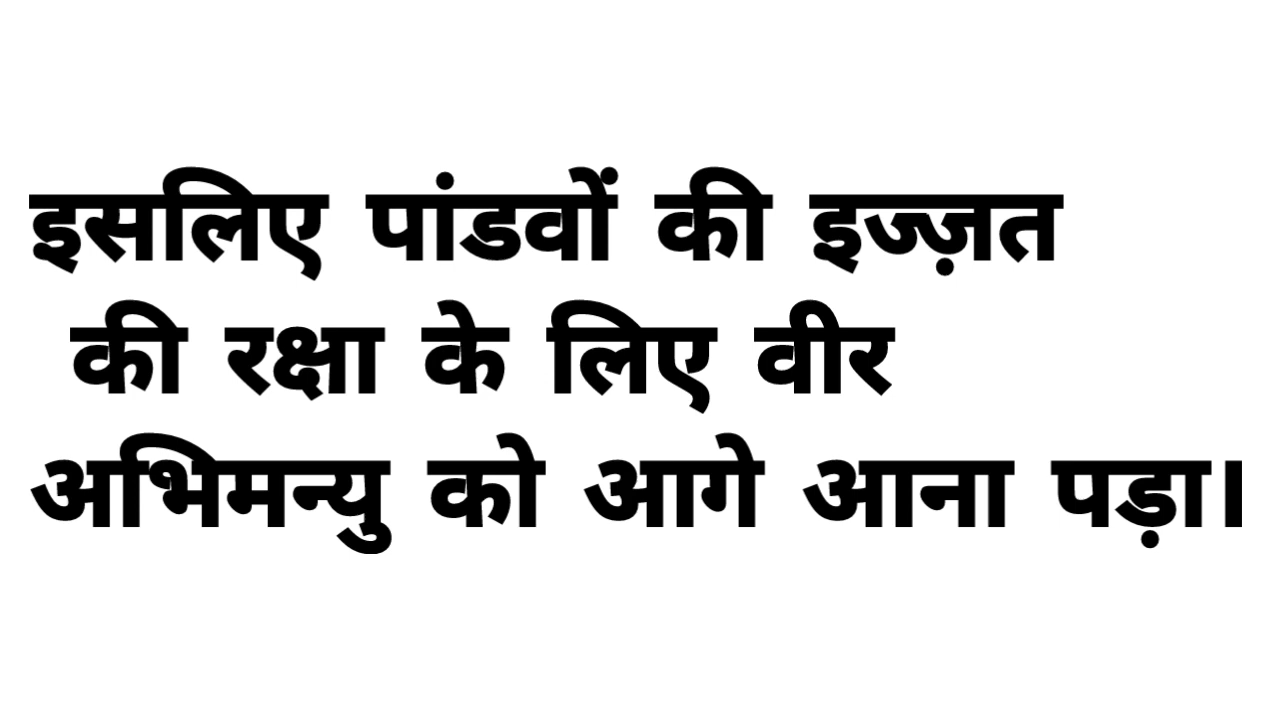 इसलिए पांडवों की इज्ज़त
की रक्षा के लिए वीर
अभिमन्यु को आगे आना पड़ा।